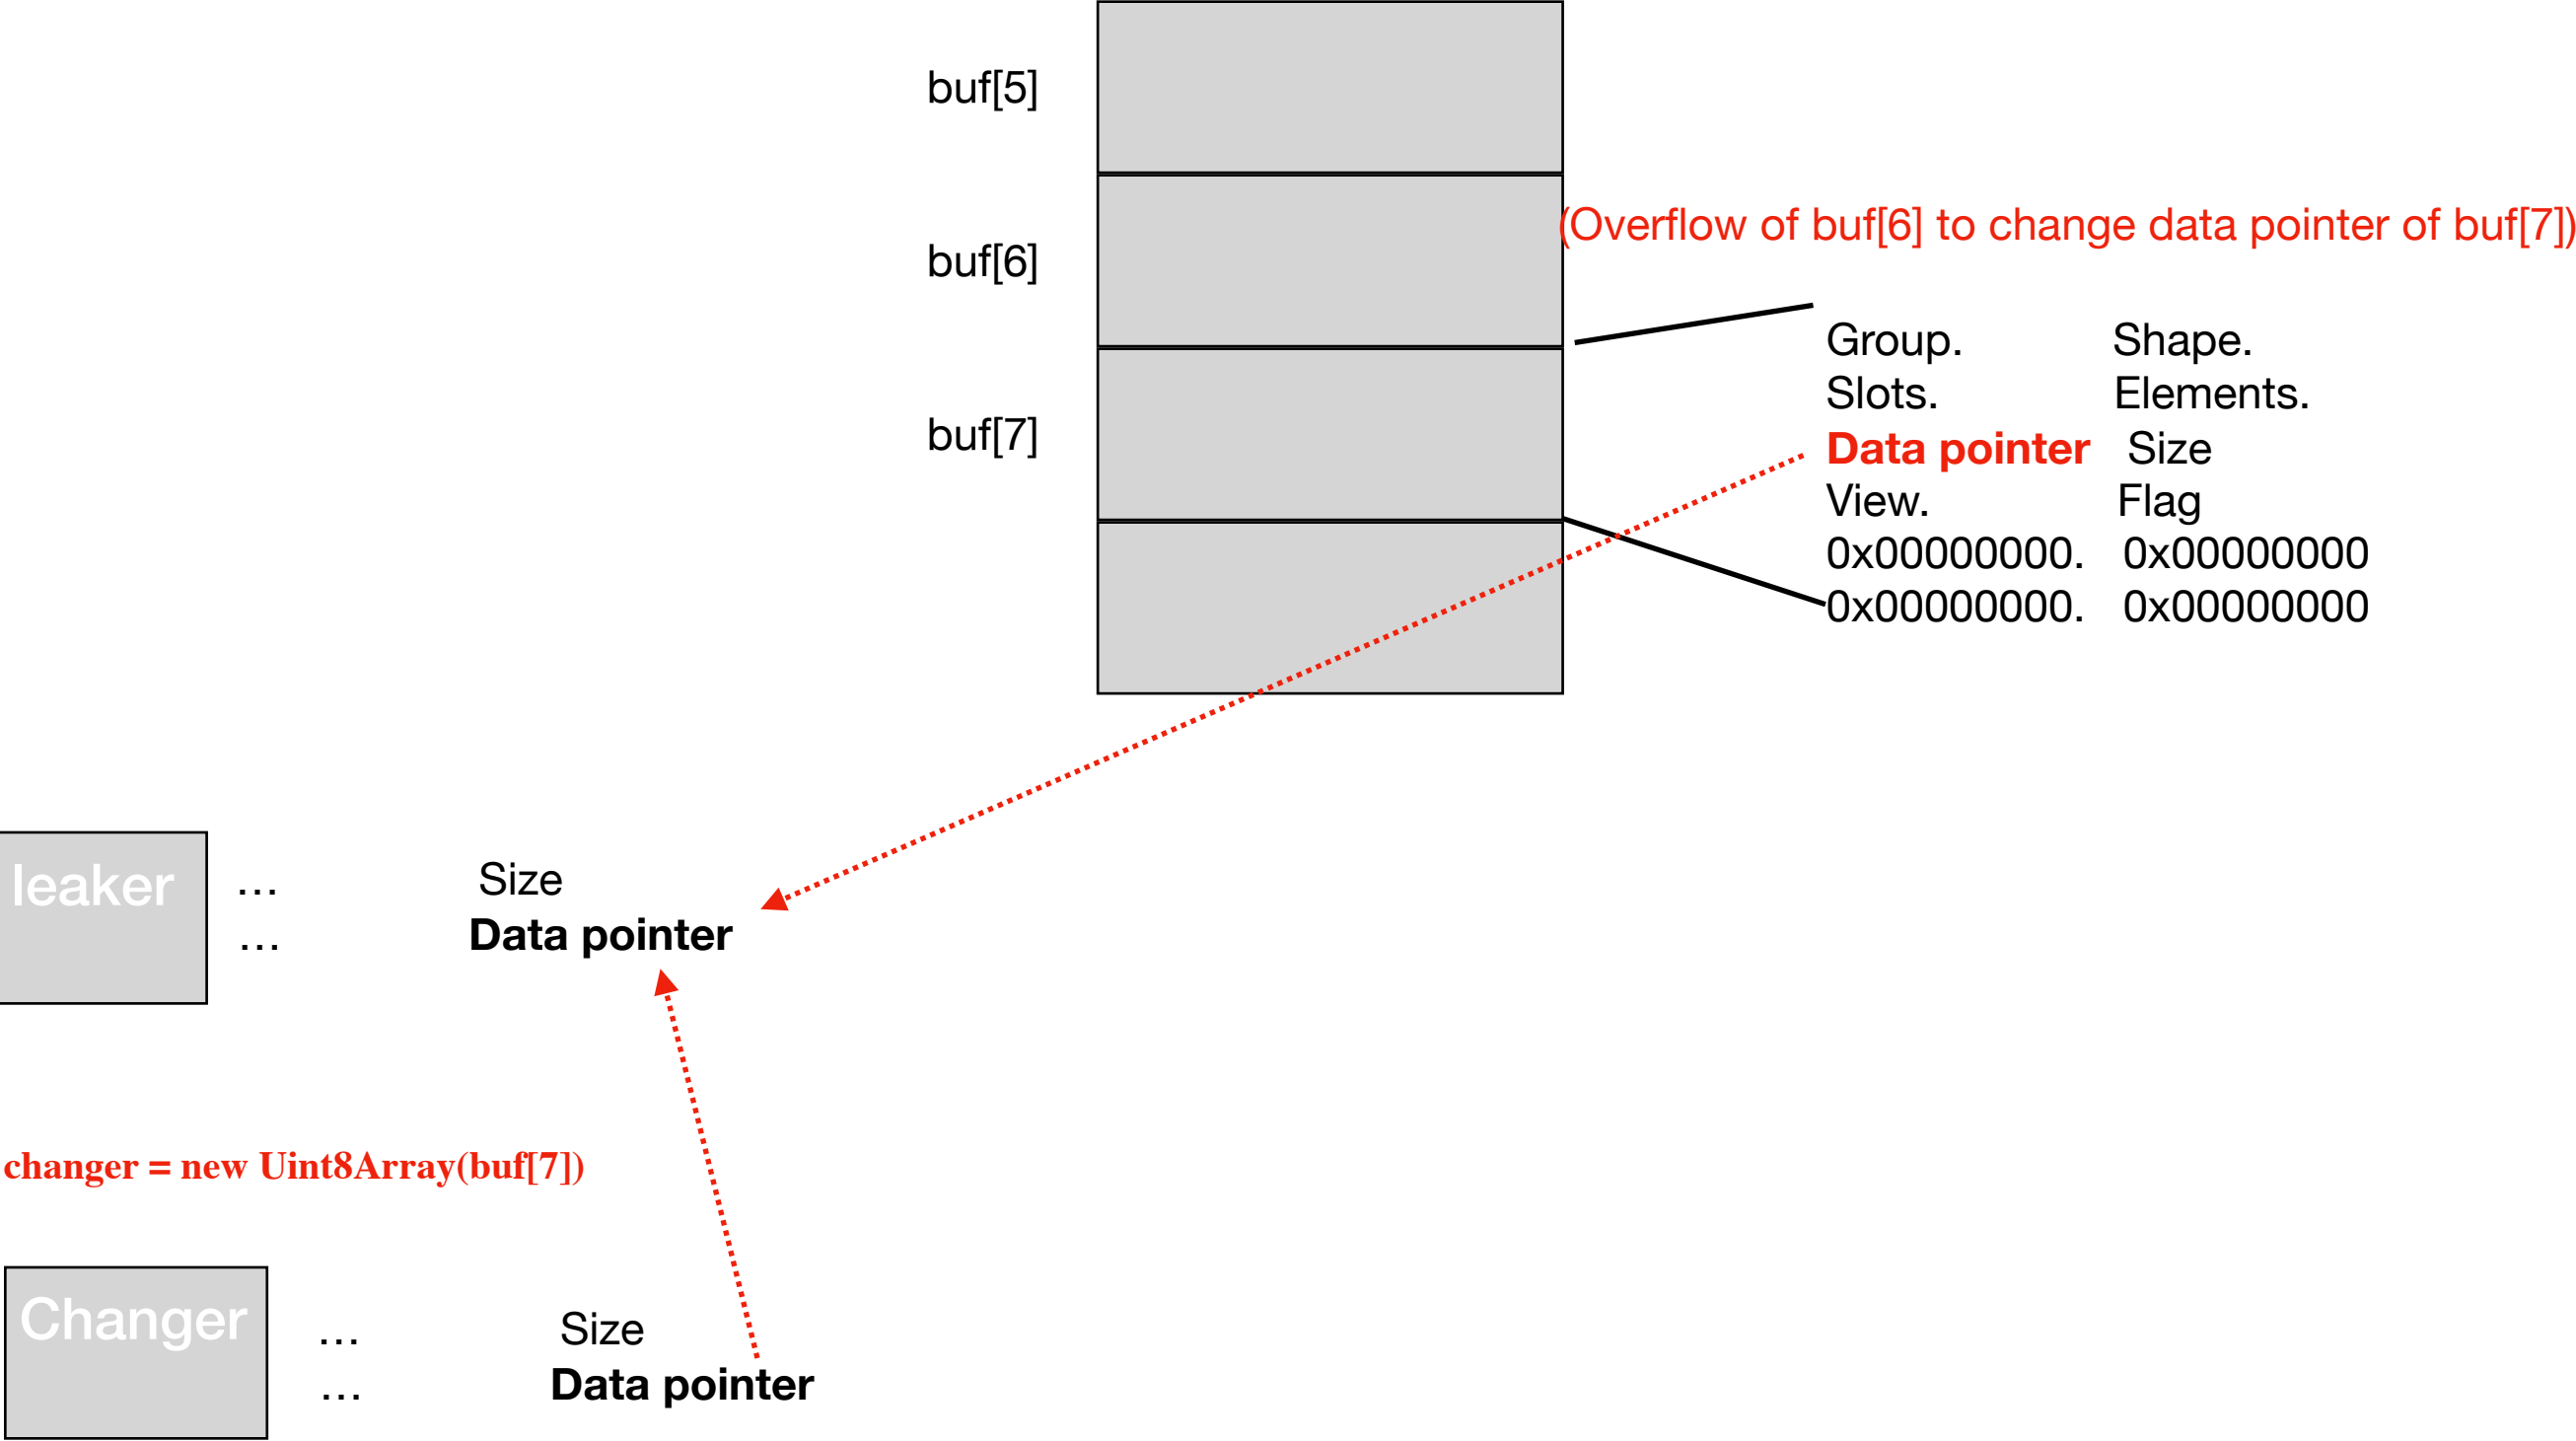 buf[5]
(Overflow of buf[6] to change data pointer of buf[7])
buf[6]
Group. Shape.
Slots. Elements.
buf[7]
Data pointer Size
View. Flag
0x00000000. 0x00000000
0x00000000. 0x00000000
leaker
... Size
... Data pointer
changer = new Uint8Array(buf[7])
Changer
... Size
... Data pointer